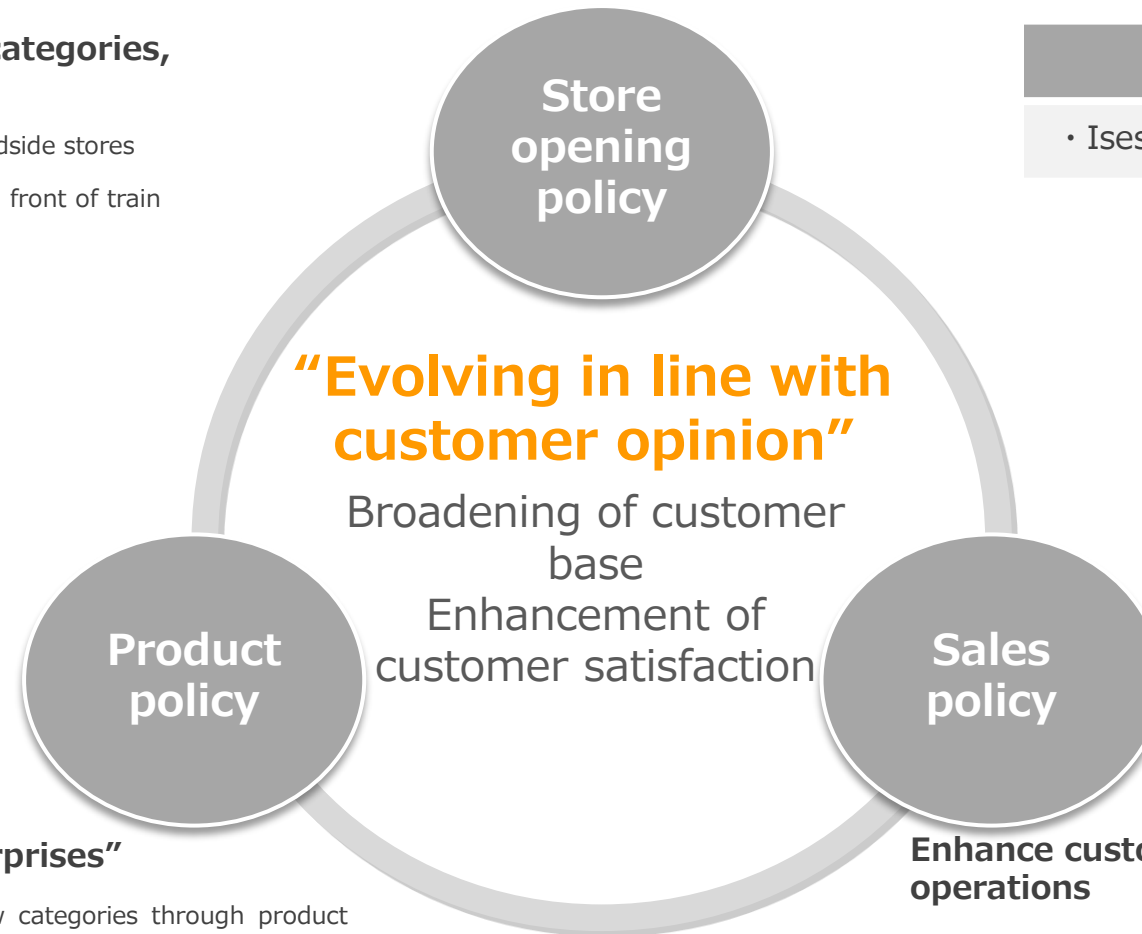 categories,
dside stores
front of train
Store
opening
policy
・Ises
“Evolving in line with
customer opinion”
Broadening of customer
base
Enhancement of
customer satisfaction
Product
policy
Sales
policy
rprises”
categories through product
Enhance custo
operations